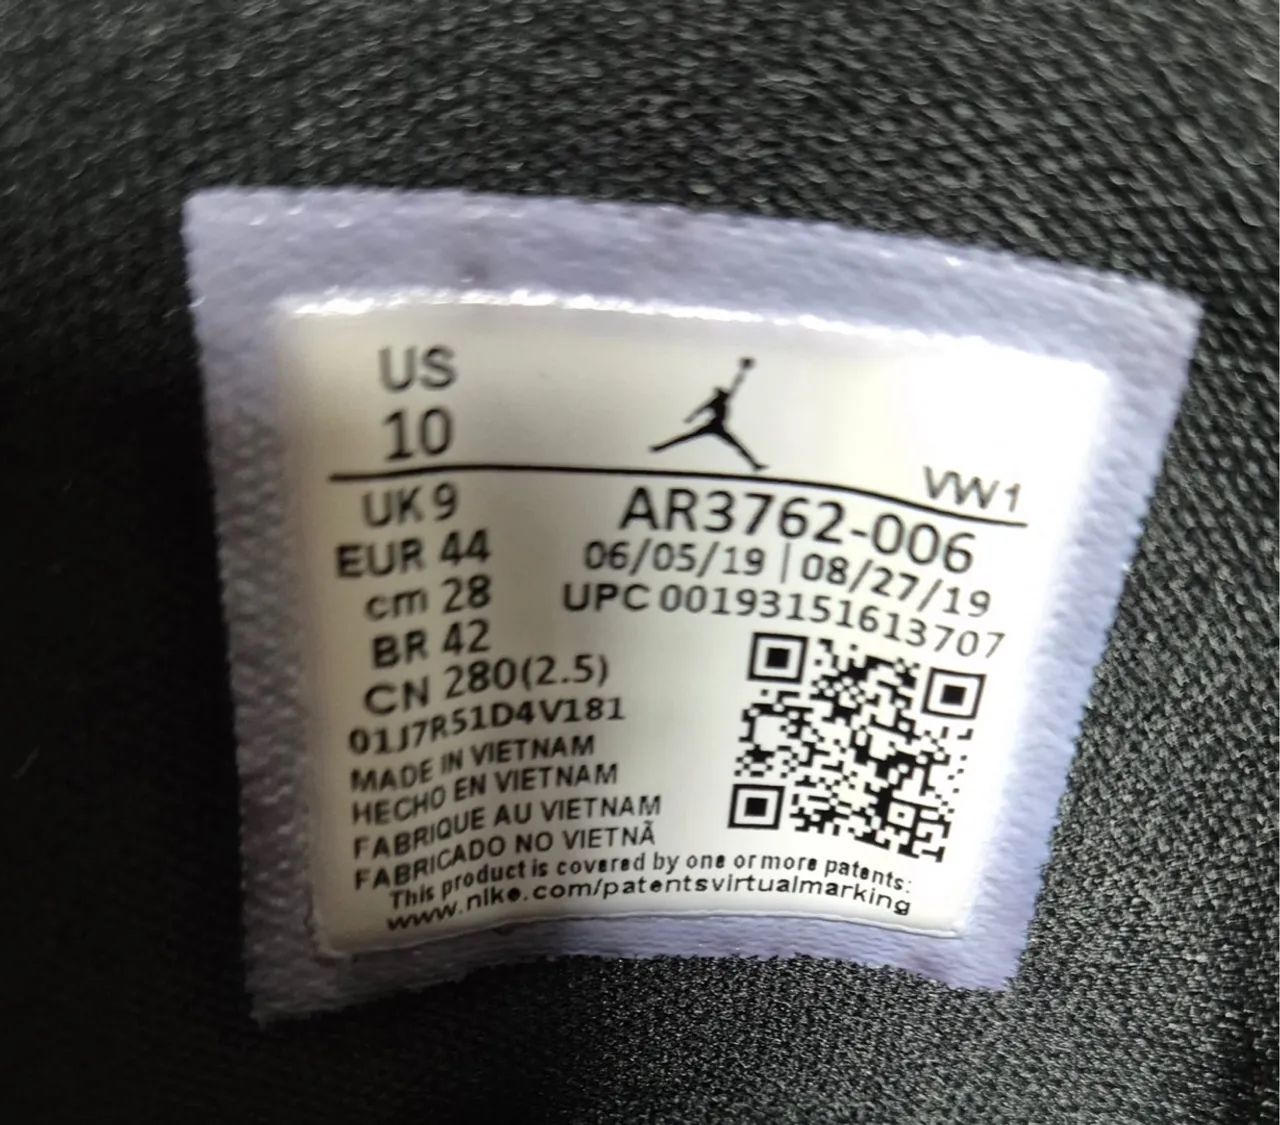 US
10
VW1
UK 9
AR3762-006
EUR 44
06/05/19 | 08/27/19
cm 28
UPC 00193151613707
BR 42
CN 280(2.5)
01J7R51D4V181
MADE IN VIETNAM
HECHO EN VIETNAM
FABRIQUE AU VIETNAM
FABRICADO NO VIETNÃ
This product is covered by one or more patents:
www.nike.com/patentsvirtualmarking